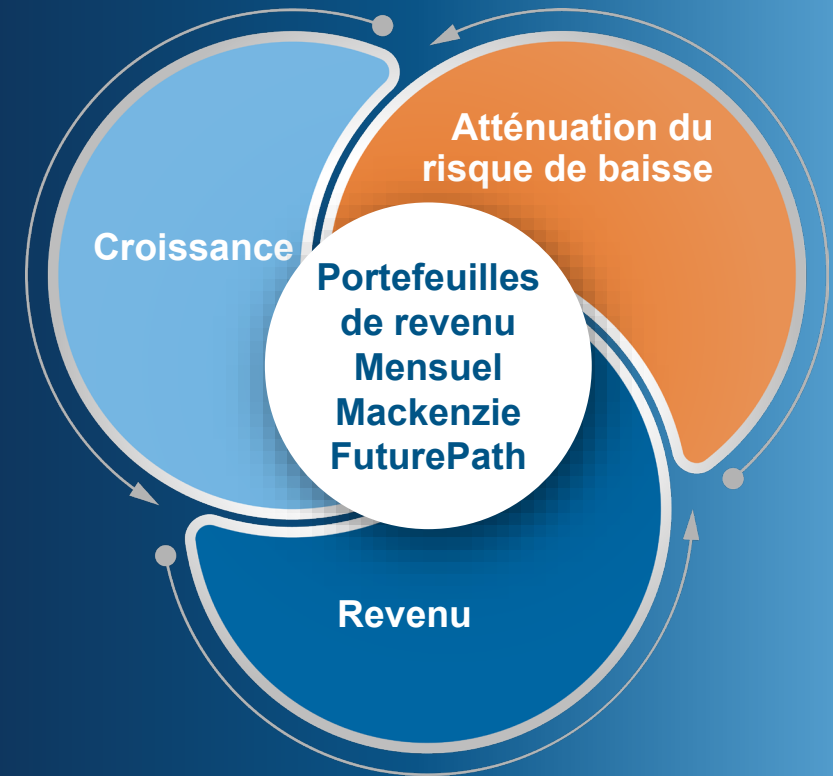 Atténuation du
risque de baisse
Croissance
Portefeuilles
de revenu
Mensuel
Mackenzie
FuturePath
Revenu